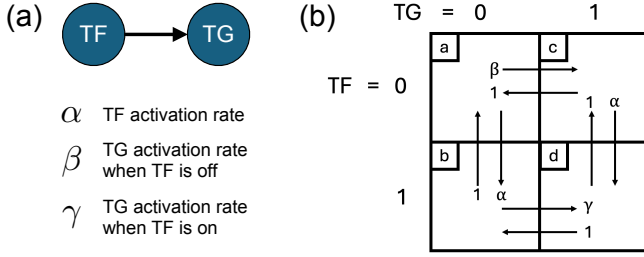 (a)
TF
TG
α TF activation rate
β TG activation rate
when TF is off
γ TG activation rate
when TF is on
(b)
TG = 0 1
TF = 0
1
a
c
β
1
1 α
b
d
1 α
γ
1